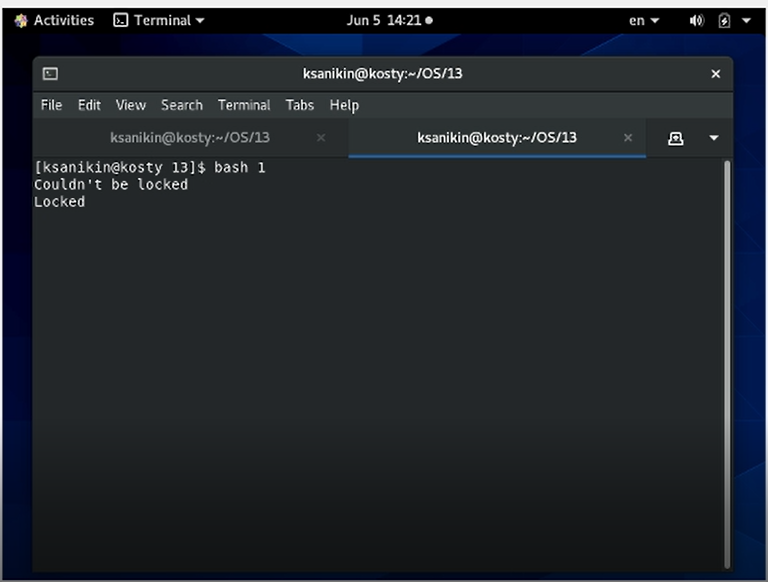 Activities Terminal Jun 5 14:21 en
ksanikin@kosty:~/OS/13
File Edit View Search Terminal Tabs Help
ksanikin@kosty:~/OS/13 ksanikin@kosty:~/OS/13
[ksanikin@kosty 13]$ bash 1
Couldn't be locked
Locked